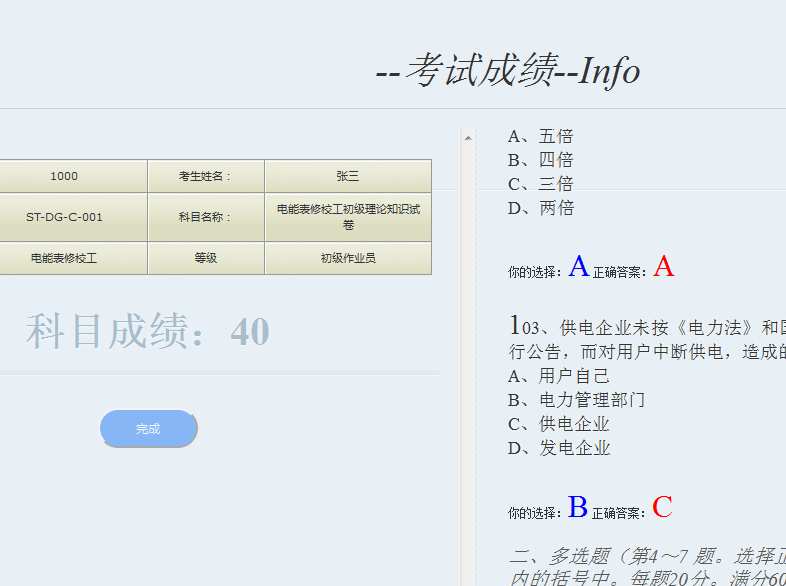 --考试成绩--Info
1000 考生姓名： 张三
ST-DG-C-001 科目名称： 电能表修校工初级理论知识试
卷
电能表修校工 等级 初级作业员
科目成绩：40
完成
A、五倍
B、四倍
C、三倍
D、两倍
你的选择：A 正确答案：A
103、供电企业未按《电力法》和国
行公告，而对用户中断供电，造成的
A、用户自己
B、电力管理部门
C、供电企业
D、发电企业
你的选择：B 正确答案：C
二、多选题（第4～7 题。选择正
内的括号中。每题20分。满分60